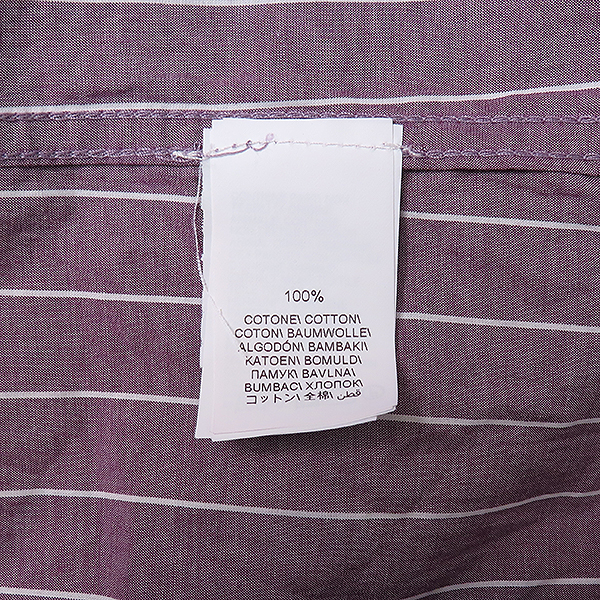 100%
COTONE\ COTTON\
COTON\ BAUMWOLLE\
ALGODÓN\ BAMBAKI\
KATOEN\ BOMULD\
ПАМУК\ BAVLNA\
BUMBAC\ ХЛОПОК\
コットン\ 全棉\ قطن